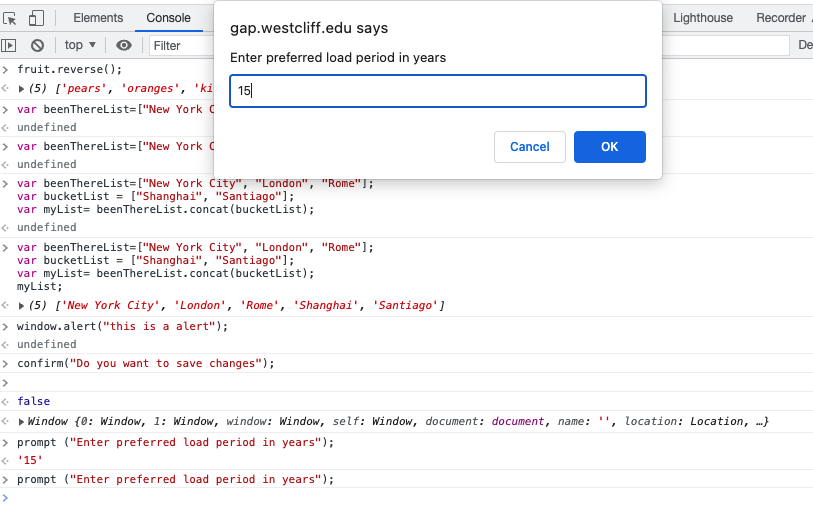 Elements Console Lighthouse Recorder
top Filter
gap.westcliff.edu says
Enter preferred load period in years
15
Cancel OK
fruit.reverse();
(5) ['pears', 'oranges', 'ki
var beenThereList=["New York C
undefined
var beenThereList=["New York C
undefined
var beenThereList=["New York City", "London", "Rome"];
var bucketList = ["Shanghai", "Santiago"];
var myList= beenThereList.concat(bucketList);
undefined
var beenThereList=["New York City", "London", "Rome"];
var bucketList = ["Shanghai", "Santiago"];
var myList= beenThereList.concat(bucketList);
myList;
(5) ['New York City', 'London', 'Rome', 'Shanghai', 'Santiago']
window.alert("this is a alert");
undefined
confirm("Do you want to save changes");
false
Window {0: Window, 1: Window, window: Window, self: Window, document: document, name: '', location: Location, …}
prompt ("Enter preferred load period in years");
'15'
prompt ("Enter preferred load period in years");